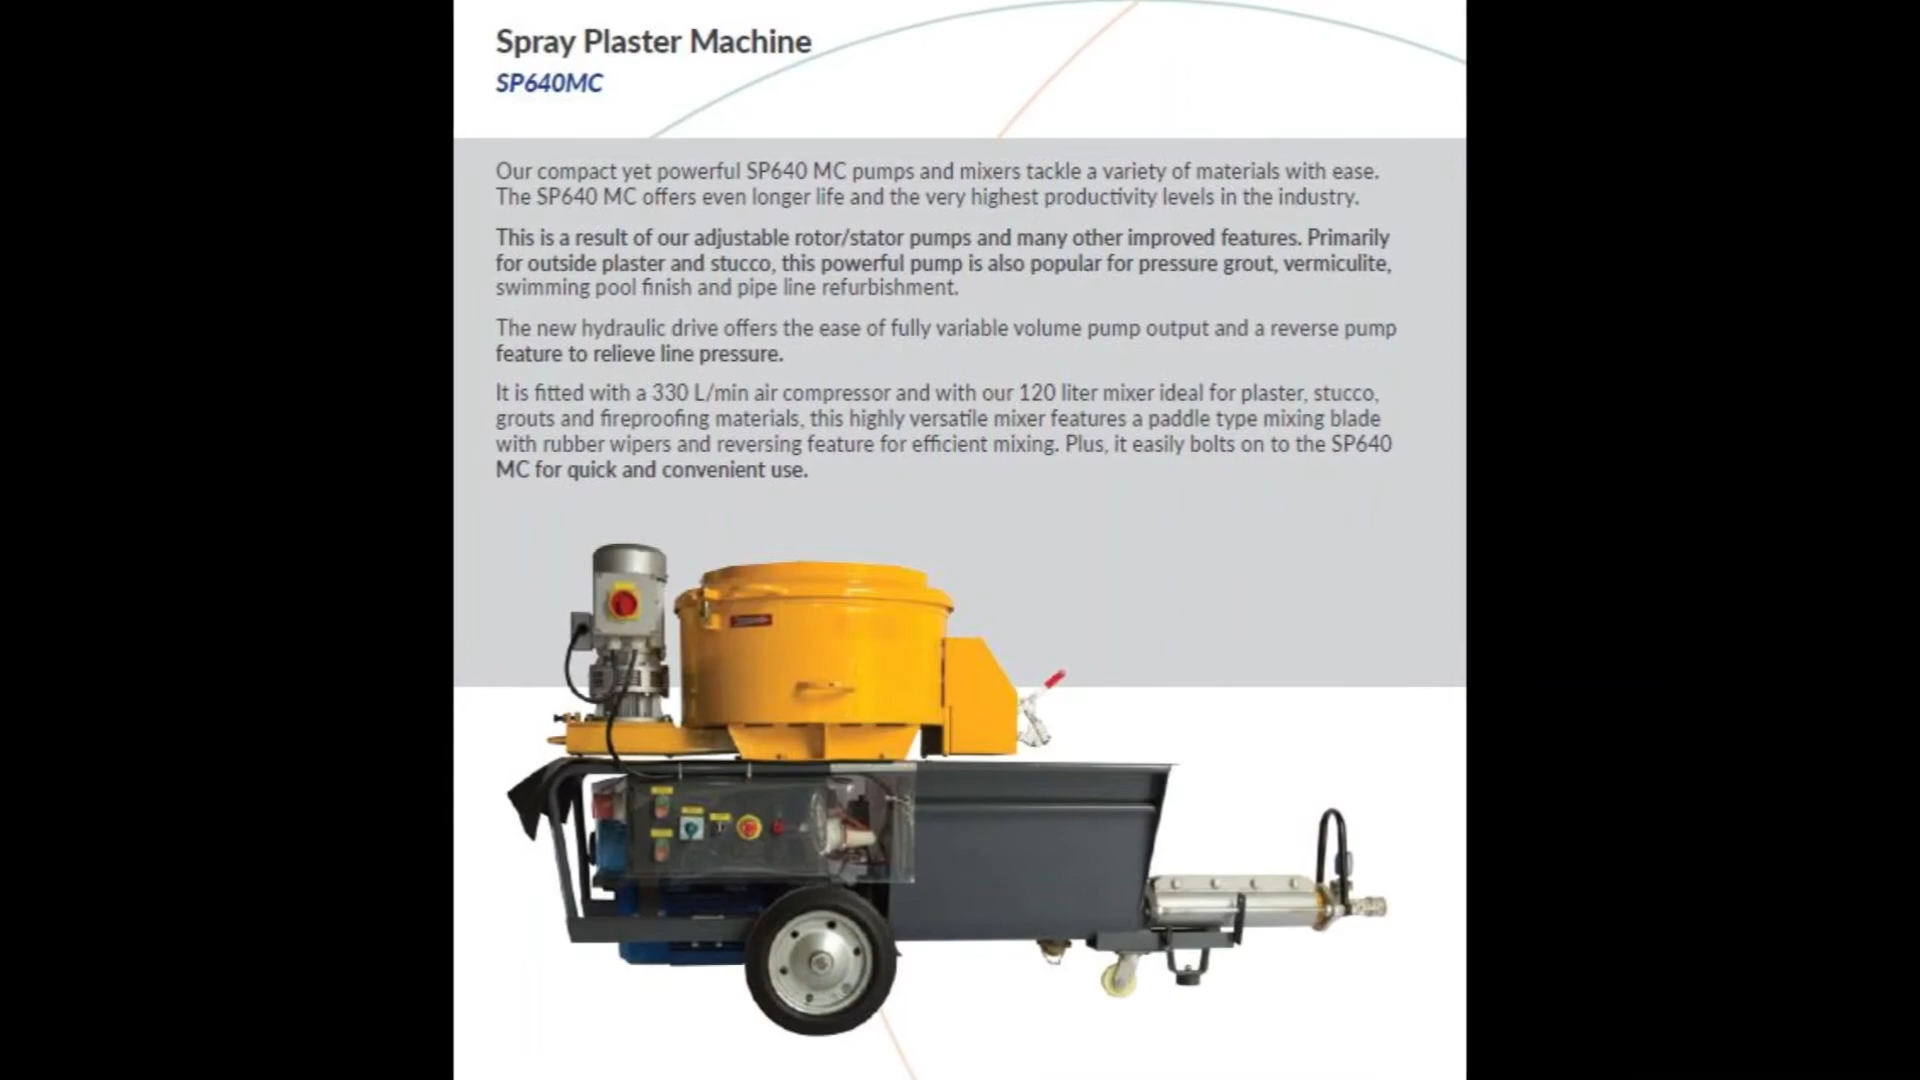 Spray Plaster Machine
SP640MC
Our compact yet powerful SP640 MC pumps and mixers tackle a variety of materials with ease.
The SP640 MC offers even longer life and the very highest productivity levels in the industry.
This is a result of our adjustable rotor/stator pumps and many other improved features. Primarily
for outside plaster and stucco, this powerful pump is also popular for pressure grout, vermiculite,
swimming pool finish and pipe line refurbishment.
The new hydraulic drive offers the ease of fully variable volume pump output and a reverse pump
feature to relieve line pressure.
It is fitted with a 330 L/min air compressor and with our 120 liter mixer ideal for plaster, stucco,
grouts and fireproofing materials, this highly versatile mixer features a paddle type mixing blade
with rubber wipers and reversing feature for efficient mixing. Plus, it easily bolts on to the SP640
MC for quick and convenient use.